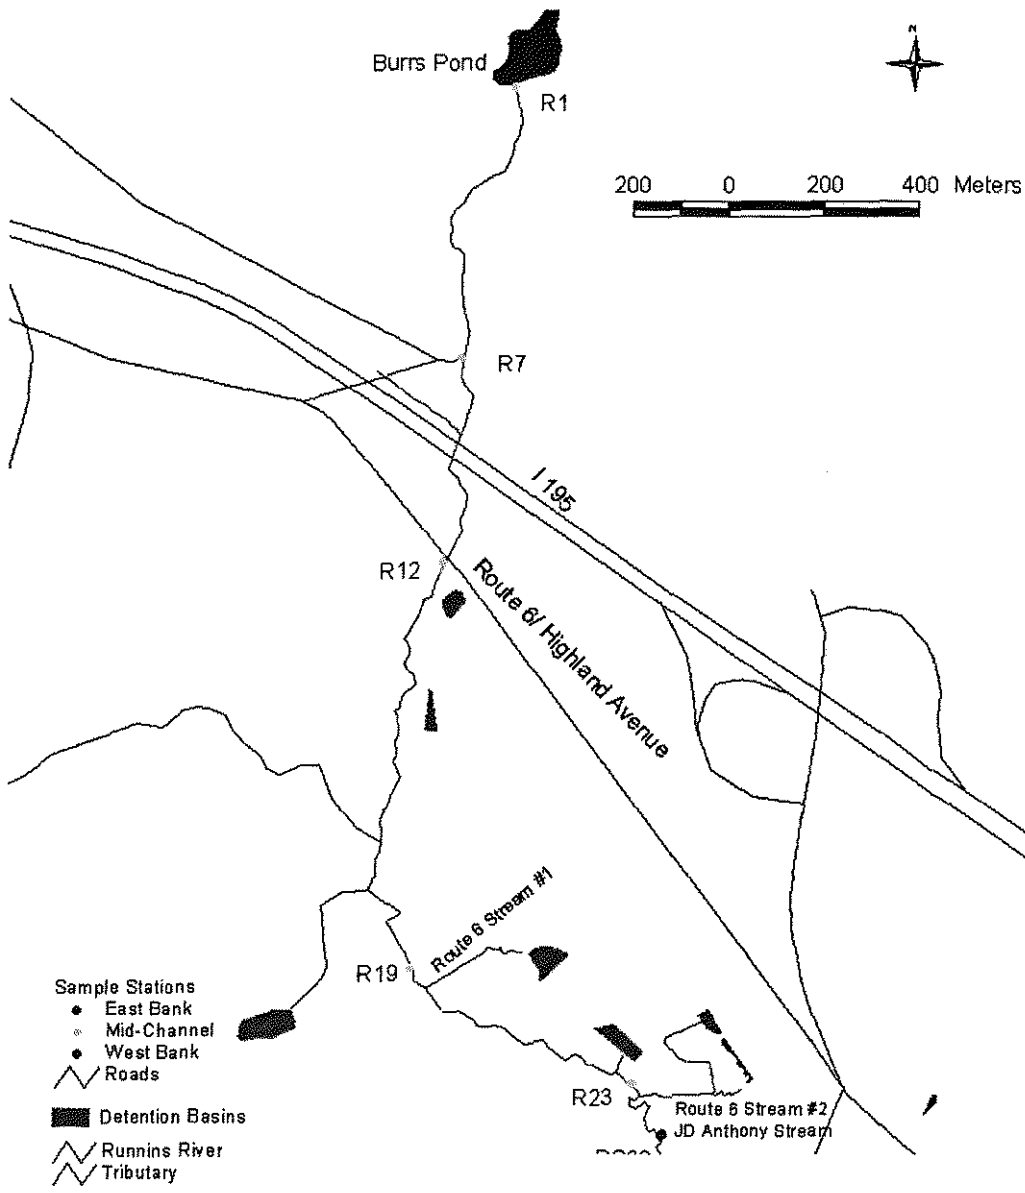 N
Burrs Pond
R1
200 0 200 400 Meters
R7
I 195
R12
Route 6/ Highland Avenue
Route 6 Stream #1
R19
Sample Stations
East Bank
Mid-Channel
West Bank
Roads
Detention Basins
Runnins River
Tributary
R23
Route 6 Stream #2
JD Anthony Stream